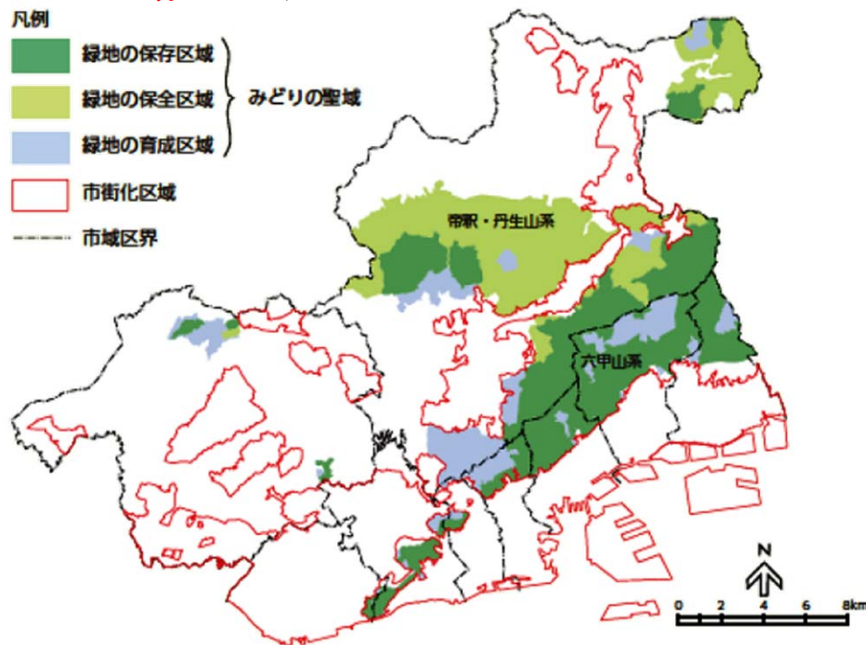 凡例
緑地の保存区域
緑地の保全区域
みどりの聖域
緑地の育成区域
市街化区域
市域区界
帝釈・丹生山系
六甲山系
N
0 2 4 6 8km